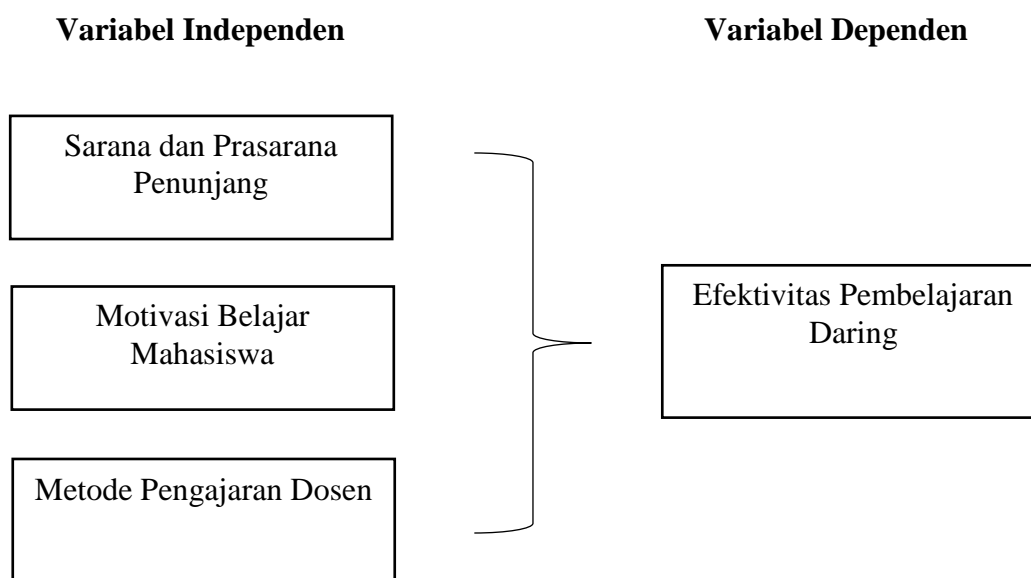 Variabel Independen
Variabel Dependen
Sarana dan Prasarana
Penunjang
Motivasi Belajar
Mahasiswa
Metode Pengajaran Dosen
Efektivitas Pembelajaran
Daring